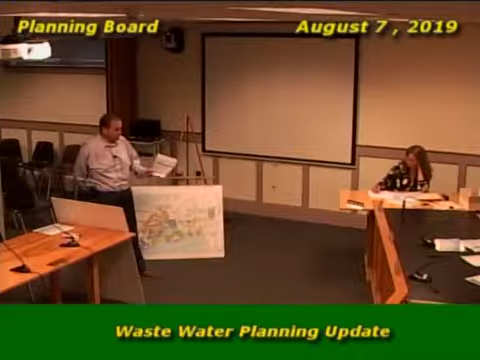 Planning Board
August 7 , 2019
Waste Water Planning Update